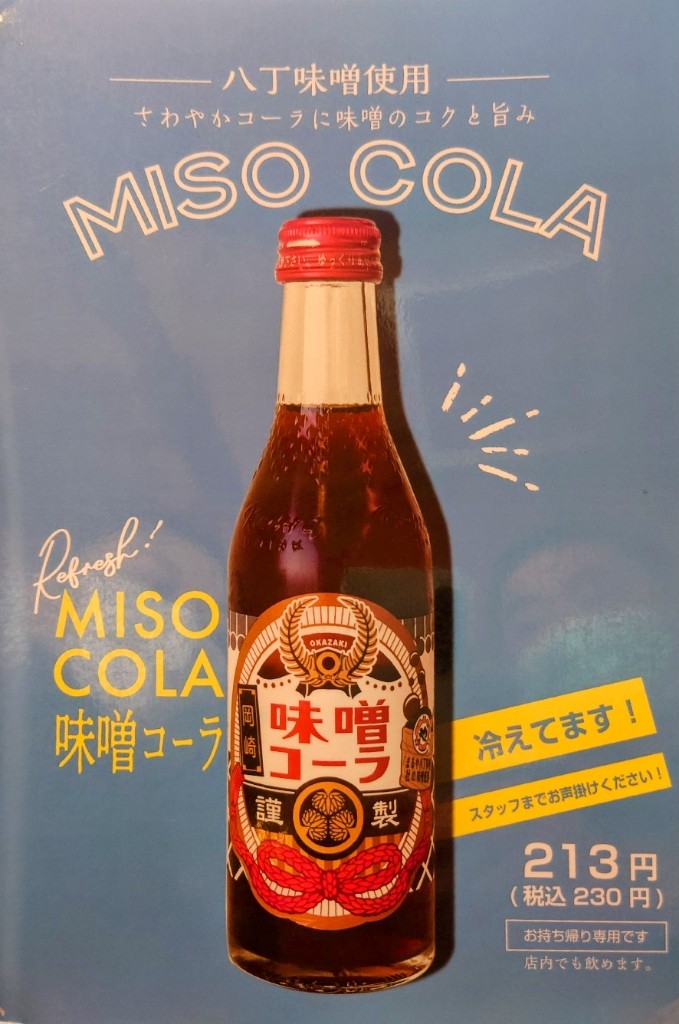 八丁味噌使用
さわやかコーラに味噌のコクと旨み
MISO COLA
Refresh!
MISO
COLA
味噌コーラ
OKAZAKI
岡崎
味噌
コーラ
謹製
冷えてます！
スタッフまでお声掛けください！
213円
(税込 230円)
お持ち帰り専用です
店内でも飲めます。